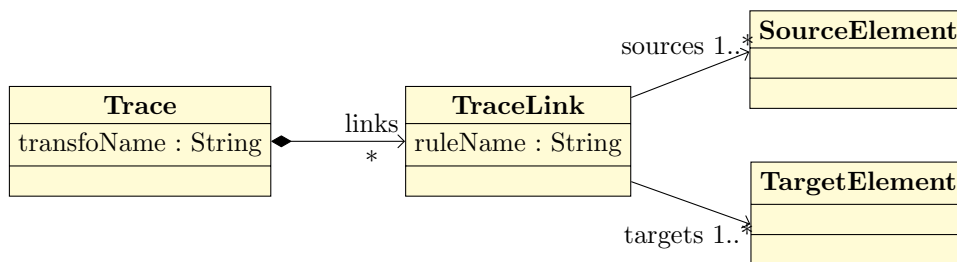 Trace
transfoName : String
links
*
TraceLink
ruleName : String
sources 1..*
SourceElement
targets 1..*
TargetElement